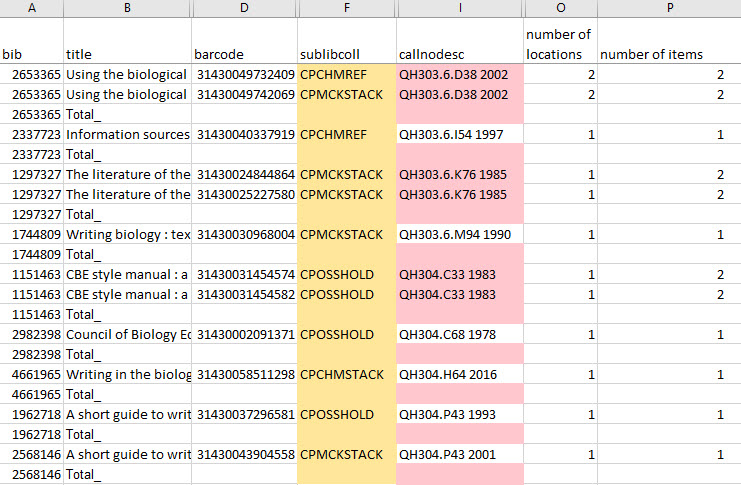 A B D F I O P
bib title barcode sublibcoll callnodesc number of locations number of items
2653365 Using the biological 31430049732409 CPCHMREF QH303.6.D38 2002 2 2
2653365 Using the biological 31430049742069 CPMCKSTACK QH303.6.D38 2002 2 2
2653365 Total_
2337723 Information sources 31430040337919 CPCHMREF QH303.6.I54 1997 1 1
2337723 Total_
1297327 The literature of the 31430024844864 CPMCKSTACK QH303.6.K76 1985 1 2
1297327 The literature of the 31430025227580 CPMCKSTACK QH303.6.K76 1985 1 2
1297327 Total_
1744809 Writing biology : tex 31430030968004 CPMCKSTACK QH303.6.M94 1990 1 1
1744809 Total_
1151463 CBE style manual : a 31430031454574 CPOSSHOLD QH304.C33 1983 1 2
1151463 CBE style manual : a 31430031454582 CPOSSHOLD QH304.C33 1983 1 2
1151463 Total_
2982398 Council of Biology Ec 31430002091371 CPOSSHOLD QH304.C68 1978 1 1
2982398 Total_
4661965 Writing in the biolog 31430058511298 CPCHMSTACK QH304.H64 2016 1 1
4661965 Total_
1962718 A short guide to writ 31430037296581 CPOSSHOLD QH304.P43 1993 1 1
1962718 Total_
2568146 A short guide to writ 31430043904558 CPMCKSTACK QH304.P43 2001 1 1
2568146 Total_